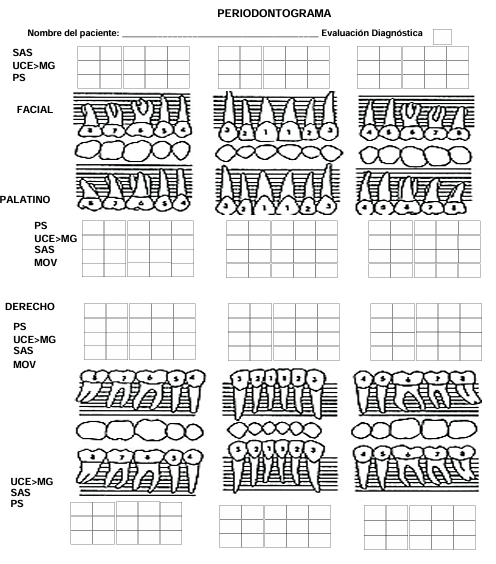 PERIODONTOGRAMA
Nombre del paciente: ______________________________________ Evaluación Diagnóstica
SAS
UCE>MG
PS
FACIAL
8 7 6 5 4 3 2 1 1 2 3 4 5 6 7 8
PALATINO
8 7 6 5 4 3 2 1 1 2 3 4 5 6 7 8
PS
UCE>MG
SAS
MOV
DERECHO
PS
UCE>MG
SAS
MOV
8 7 6 5 4 3 2 1 1 2 3 4 5 6 7 8
8 7 6 5 4 3 2 1 1 2 3 4 5 6 7 8
UCE>MG
SAS
PS